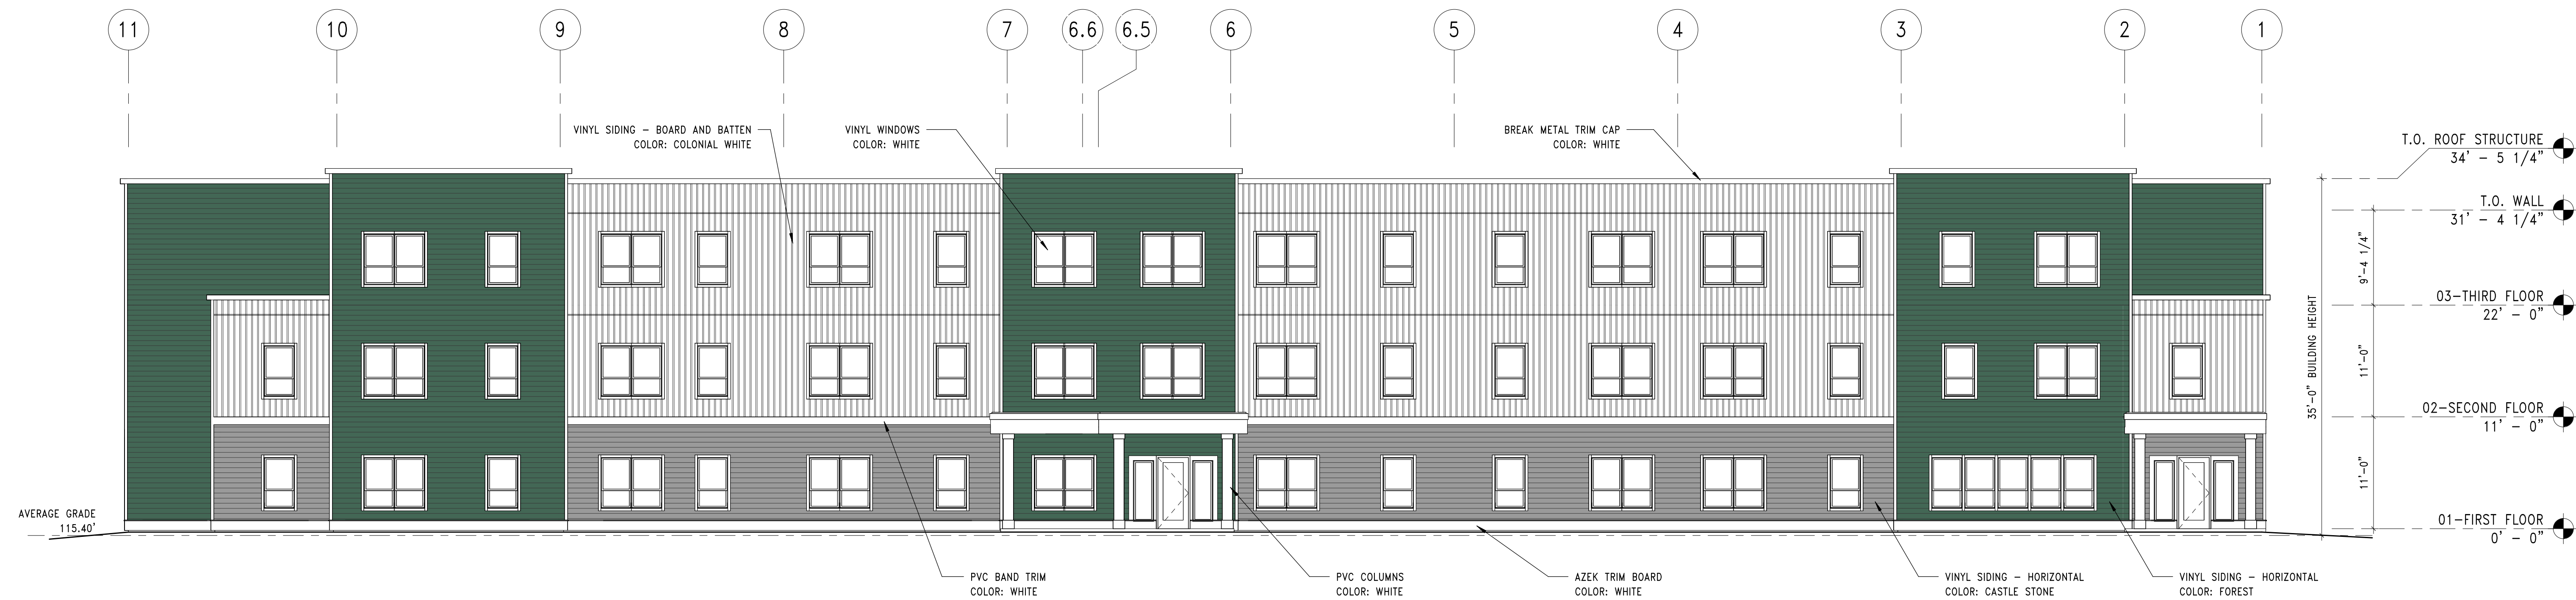 11 10 9 8 7 6.6 6.5 6 5 4 3 2 1
VINYL SIDING - BOARD AND BATTEN
COLOR: COLONIAL WHITE
VINYL WINDOWS
COLOR: WHITE
BREAK METAL TRIM CAP
COLOR: WHITE
T.O. ROOF STRUCTURE
34' - 5 1/4"
T.O. WALL
31' - 4 1/4"
9'-4 1/4"
03-THIRD FLOOR
22' - 0"
35'-0" BUILDING HEIGHT
11'-0"
02-SECOND FLOOR
11' - 0"
11'-0"
AVERAGE GRADE
115.40'
01-FIRST FLOOR
0' - 0"
PVC BAND TRIM
COLOR: WHITE
PVC COLUMNS
COLOR: WHITE
AZEK TRIM BOARD
COLOR: WHITE
VINYL SIDING - HORIZONTAL
COLOR: CASTLE STONE
VINYL SIDING - HORIZONTAL
COLOR: FOREST